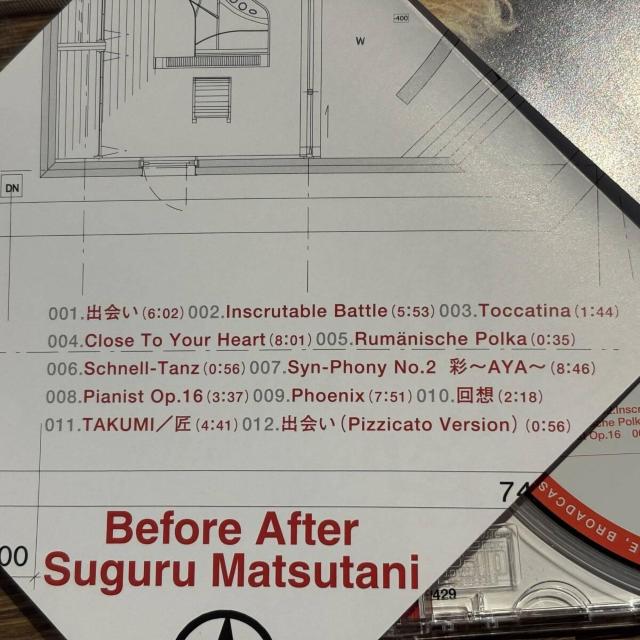 -400
W
DN
001.出会い(6:02) 002.Inscrutable Battle(5:53) 003.Toccatina(1:44)
004.Close To Your Heart(8:01) 005.Rumänische Polka(0:35)
006.Schnell-Tanz(0:56) 007.Syn-Phony No.2 彩〜AYA〜(8:46)
008.Pianist Op.16(3:37) 009.Phoenix(7:51) 010.回想(2:18)
011.TAKUMI／匠(4:41) 012.出会い(Pizzicato Version)(0:56)
74
00
Before After
Suguru Matsutani
429
Op.16
E, BROADCAS